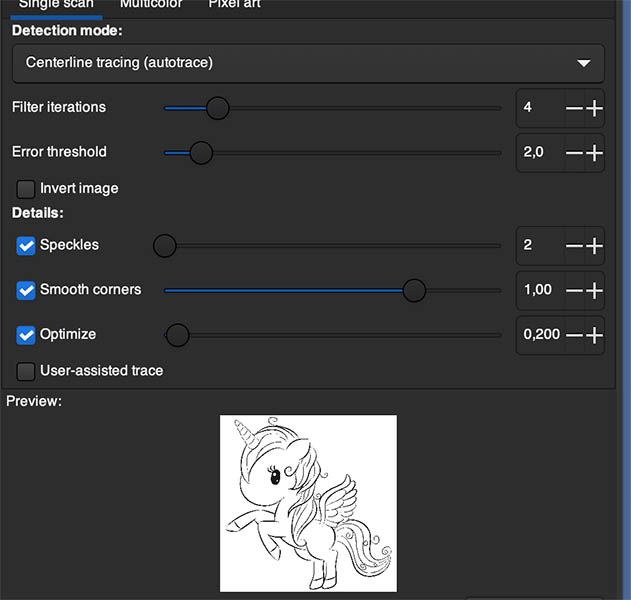 Single scan Multicolor Pixel art
Detection mode:
Centerline tracing (autotrace)
Filter iterations 4
Error threshold 2,0
Invert image
Details:
Speckles 2
Smooth corners 1,00
Optimize 0,200
User-assisted trace
Preview: